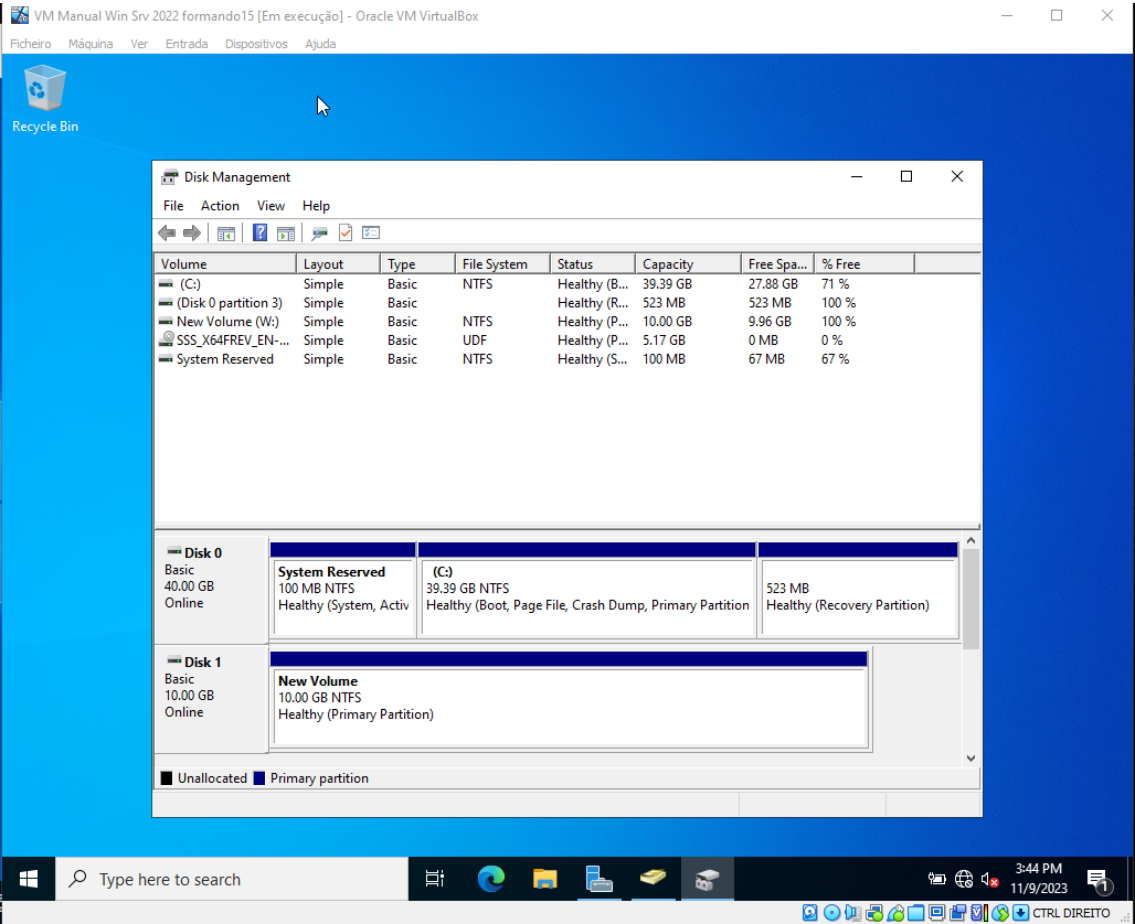 VM Manual Win Srv 2022 formando15 [Em execução] - Oracle VM VirtualBox
Ficheiro Máquina Ver Entrada Dispositivos Ajuda
Recycle Bin
Disk Management
File Action View Help
Volume Layout Type File System Status Capacity Free Spa... % Free
(C:) Simple Basic NTFS Healthy (B... 39.39 GB 27.88 GB 71 %
(Disk 0 partition 3) Simple Basic Healthy (R... 523 MB 523 MB 100 %
New Volume (W:) Simple Basic NTFS Healthy (P... 10.00 GB 9.96 GB 100 %
SSS_X64FREV_EN-... Simple Basic UDF Healthy (P... 5.17 GB 0 MB 0 %
System Reserved Simple Basic NTFS Healthy (S... 100 MB 67 MB 67 %
Disk 0
Basic
40.00 GB
Online
System Reserved
100 MB NTFS
Healthy (System, Activ
(C:)
39.39 GB NTFS
Healthy (Boot, Page File, Crash Dump, Primary Partition
523 MB
Healthy (Recovery Partition)
Disk 1
Basic
10.00 GB
Online
New Volume
10.00 GB NTFS
Healthy (Primary Partition)
Unallocated Primary partition
Type here to search
3:44 PM
11/9/2023
1
CTRL DIREITO